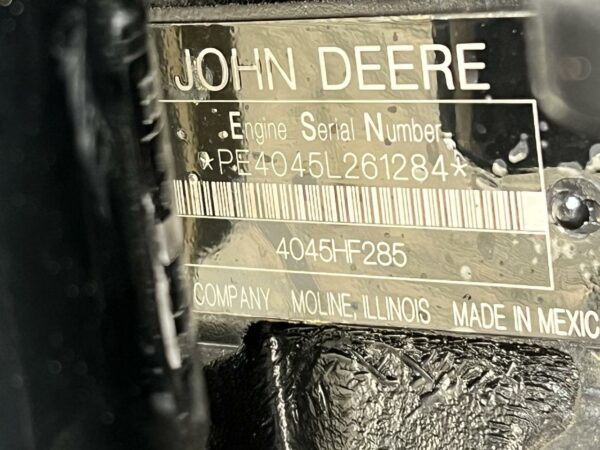 JOHN DEERE
Engine Serial Number
*PE4045L261284*
4045HF285
COMPANY MOLINE, ILLINOIS MADE IN MEXIC